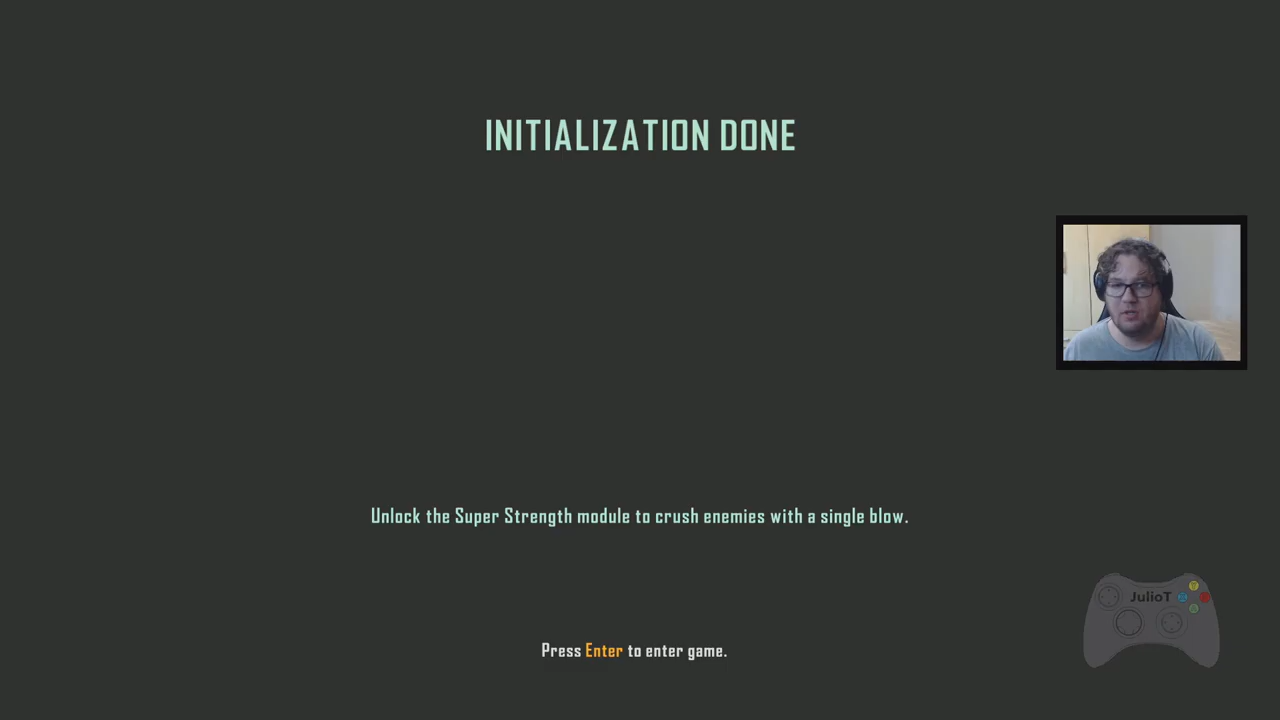 INITIALIZATION DONE
Unlock the Super Strength module to crush enemies with a single blow.
JulioT
Press Enter to enter game.